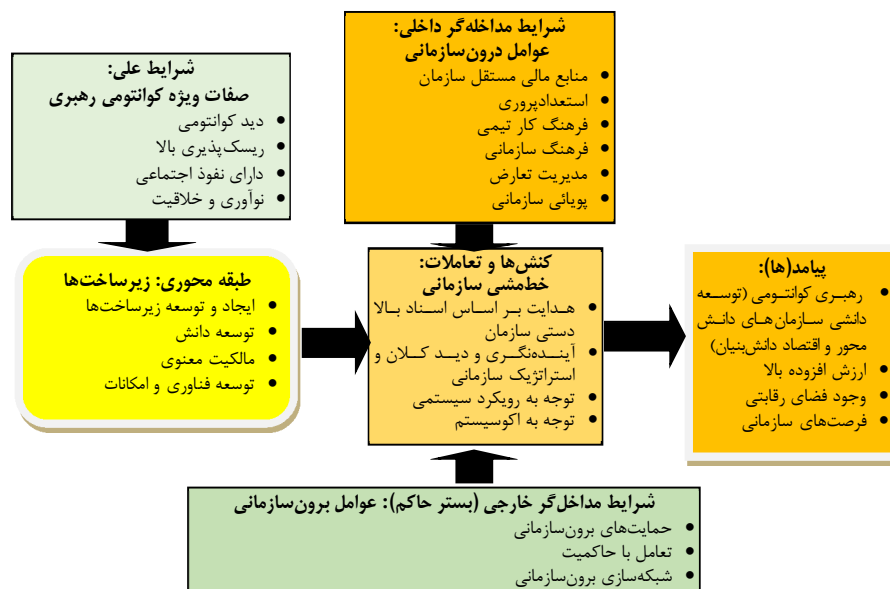 شرایط علی:
صفات ویژه کوانتومی رهبری
دید کوانتومی
ریسک‌پذیری بالا
دارای نفوذ اجتماعی
نوآوری و خلاقیت
شرایط مداخله‌گر داخلی:
عوامل درون‌سازمانی
منابع مالی مستقل سازمان
استعدادپروری
فرهنگ کار تیمی
فرهنگ سازمانی
مدیریت تعارض
پویائی سازمانی
طبقه محوری: زیرساخت‌ها
ایجاد و توسعه زیرساخت‌ها
توسعه دانش
مالکیت معنوی
توسعه فناوری و امکانات
کنش‌ها و تعاملات:
خط‌مشی سازمانی
هدایت بر اساس اسناد بالا
دستی سازمان
آینده‌نگری و دید کلان و
استراتژیک سازمانی
توجه به رویکرد سیستمی
توجه به اکوسیستم
پیامد(ها):
رهبری کوانتومی (توسعه
دانشی سازمان‌های دانش
محور و اقتصاد دانش‌بنیان)
ارزش افزوده بالا
وجود فضای رقابتی
فرصت‌های سازمانی
شرایط مداخل‌گر خارجی (بستر حاکم): عوامل برون‌سازمانی
حمایت‌های برون‌سازمانی
تعامل با حاکمیت
شبکه‌سازی برون‌سازمانی